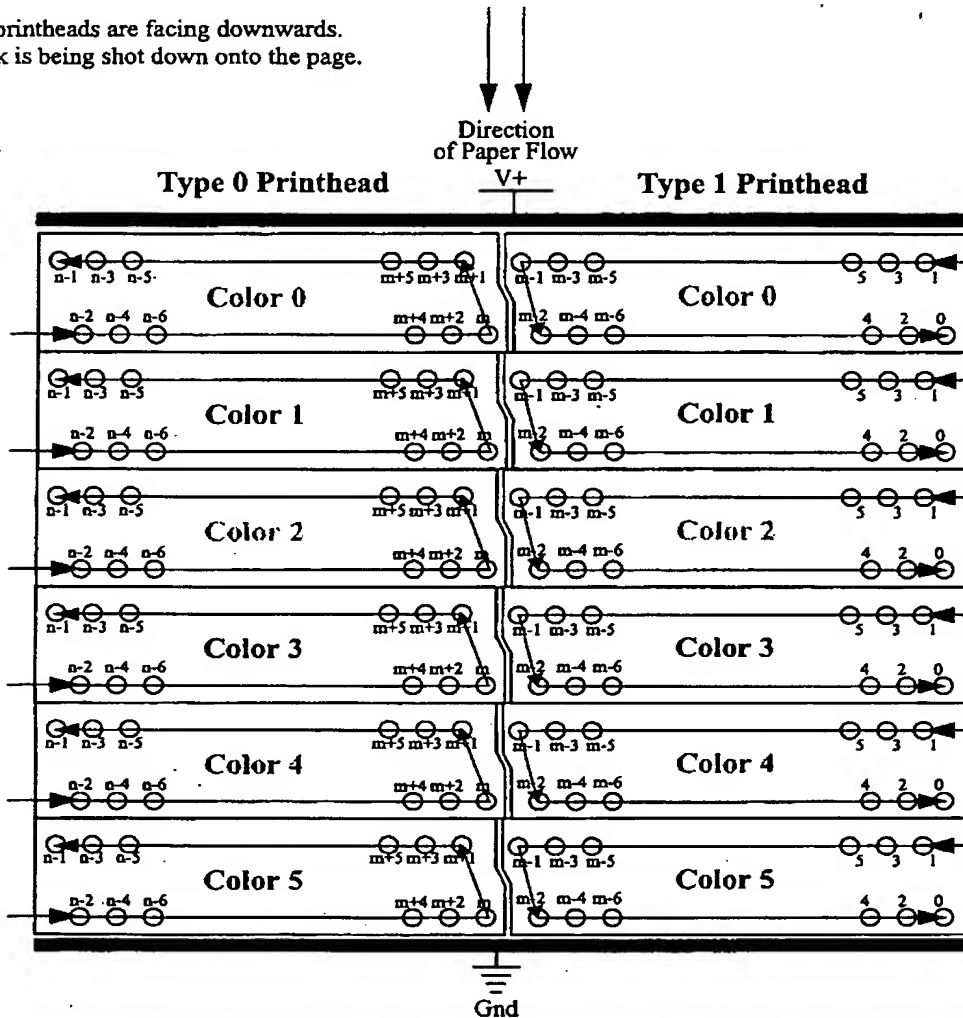 printheads are facing downwards.
k is being shot down onto the page.
Direction
of Paper Flow
V+
Type 0 Printhead Type 1 Printhead
n-1 n-3 n-5 m+5 m+3 m+1 m-1 m-3 m-5 5 3 1
Color 0 Color 0
n-2 n-4 n-6 m+4 m+2 m m-2 m-4 m-6 4 2 0
n-1 n-3 n-5 m+5 m+3 m+1 m-1 m-3 m-5 5 3 1
Color 1 Color 1
n-2 n-4 n-6 m+4 m+2 m m-2 m-4 m-6 4 2 0
n-1 n-3 n-5 m+5 m+3 m+1 m-1 m-3 m-5 5 3 1
Color 2 Color 2
n-2 n-4 n-6 m+4 m+2 m m-2 m-4 m-6 4 2 0
n-1 n-3 n-5 m+5 m+3 m+1 m-1 m-3 m-5 5 3 1
Color 3 Color 3
n-2 n-4 n-6 m+4 m+2 m m-2 m-4 m-6 4 2 0
n-1 n-3 n-5 m+5 m+3 m+1 m-1 m-3 m-5 5 3 1
Color 4 Color 4
n-2 n-4 n-6 m+4 m+2 m m-2 m-4 m-6 4 2 0
n-1 n-3 n-5 m+5 m+3 m+1 m-1 m-3 m-5 5 3 1
Color 5 Color 5
n-2 n-4 n-6 m+4 m+2 m m-2 m-4 m-6 4 2 0
Gnd